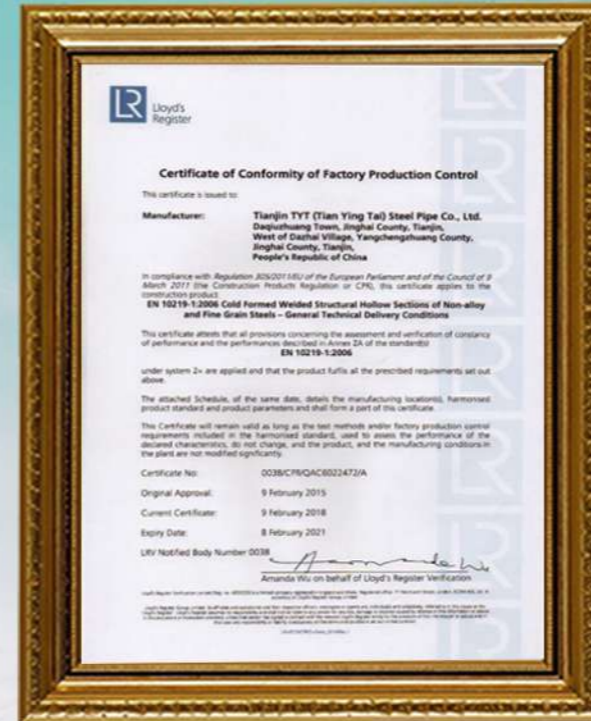 LR
Lloyd's
Register
Certificate of Conformity of Factory Production Control
This certificate is issued to:
Manufacturer: Tianjin TYT (Tian Ying Tai) Steel Pipe Co., Ltd.
Daqiuzhuang Town, Jinghai County, Tianjin,
West of Dazhai Village, Yangchengzhuang County,
Jinghai County, Tianjin,
People's Republic of China
In compliance with Regulation 305/2011/EU of the European Parliament and of the Council of 9
March 2011 (the Construction Products Regulation or CPR), this certificate applies to the
construction product:
EN 10219-1:2006 Cold Formed Welded Structural Hollow Sections of Non-alloy
and Fine Grain Steels – General Technical Delivery Conditions
This certificate attests that all provisions concerning the assessment and verification of constancy
of performance and the performances described in Annex ZA of the standard(s)
EN 10219-1:2006
under system 2+ are applied and that the product fulfils all the prescribed requirements set out
above.
The attached Schedule, of the same date, details the manufacturing location(s), harmonised
product standard and product parameters and shall form a part of this certificate.
This Certificate will remain valid as long as the test methods and/or factory production control
requirements included in the harmonised standard, used to assess the performance of the
declared characteristics, do not change, and the product, and the manufacturing conditions in
the plant are not modified significantly.
Certificate No: 0038/CPR/QAC6022472/A
Original Approval: 9 February 2015
Current Certificate: 9 February 2018
Expiry Date: 8 February 2021
LRV Notified Body Number 0038
Amanda Wu on behalf of Lloyd's Register Verification